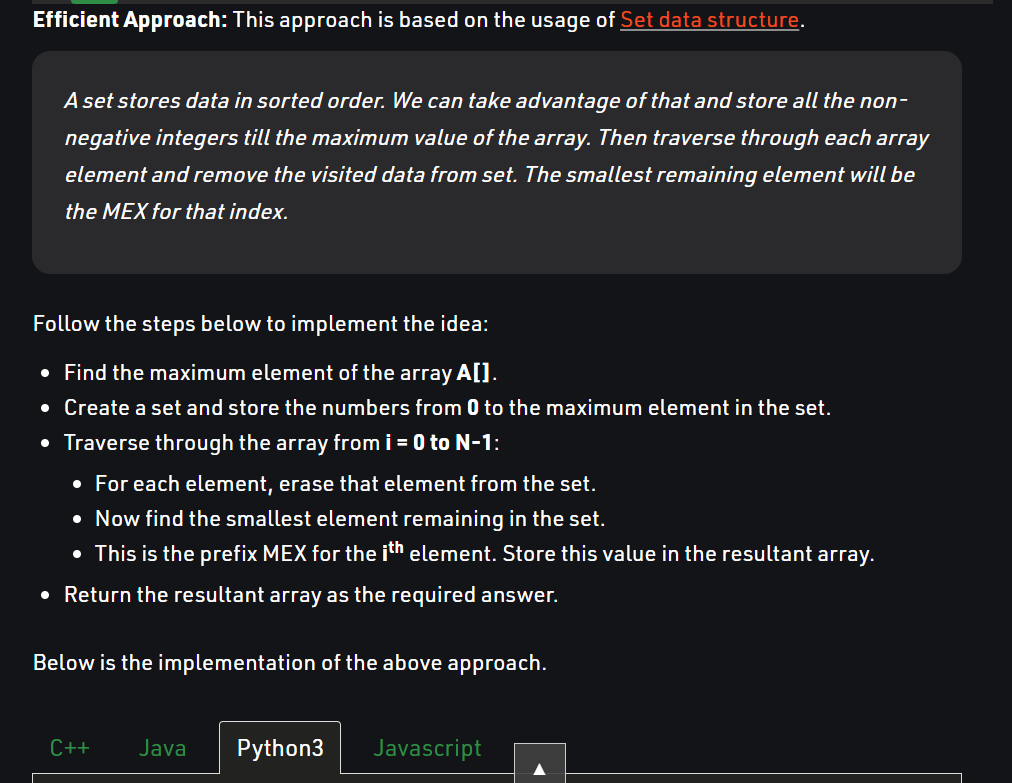 Efficient Approach: This approach is based on the usage of Set data structure.
A set stores data in sorted order. We can take advantage of that and store all the non-
negative integers till the maximum value of the array. Then traverse through each array
element and remove the visited data from set. The smallest remaining element will be
the MEX for that index.
Follow the steps below to implement the idea:
• Find the maximum element of the array A[].
• Create a set and store the numbers from 0 to the maximum element in the set.
• Traverse through the array from i = 0 to N-1:
• For each element, erase that element from the set.
• Now find the smallest element remaining in the set.
• This is the prefix MEX for the ith element. Store this value in the resultant array.
• Return the resultant array as the required answer.
Below is the implementation of the above approach.
C++ Java Python3 Javascript